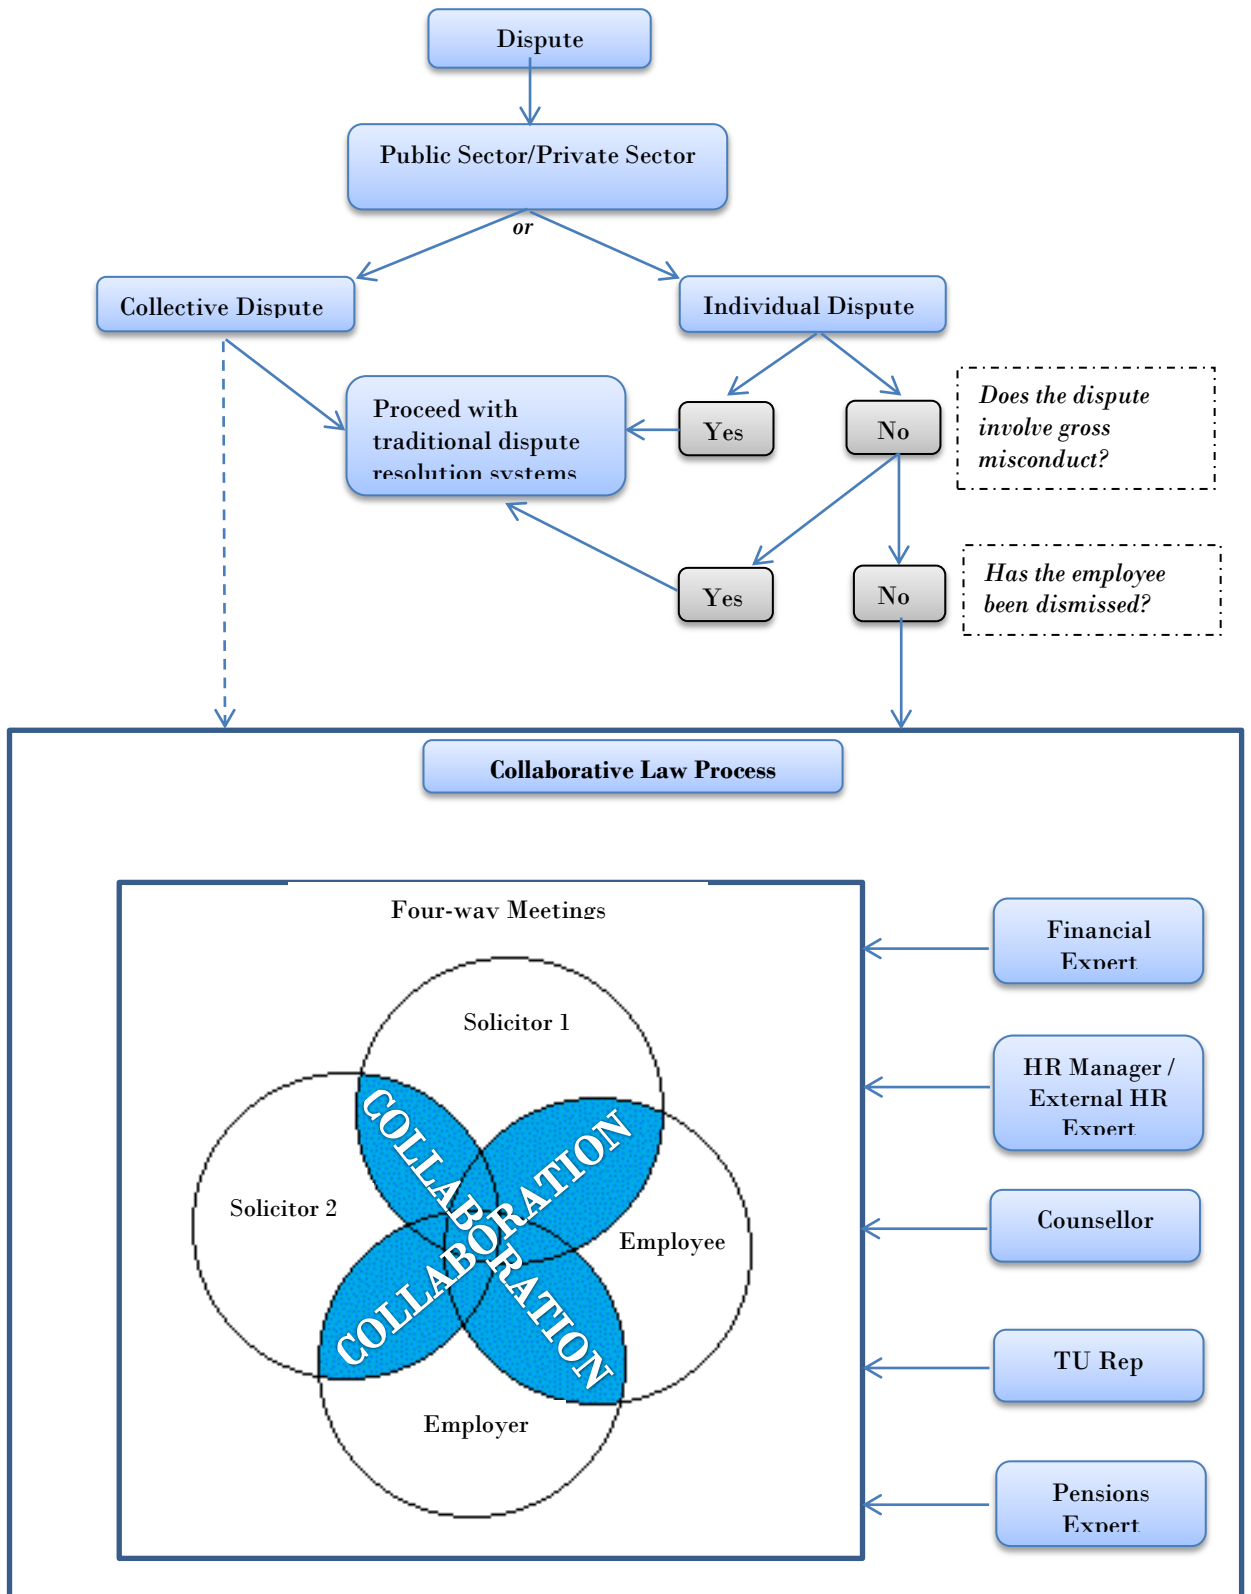 Dispute
Public Sector/Private Sector
or
Collective Dispute
Individual Dispute
Proceed with
traditional dispute
resolution systems
Yes
No
Does the dispute
involve gross
misconduct?
Yes
No
Has the employee
been dismissed?
Collaborative Law Process
Four-way Meetings
Solicitor 1
Solicitor 2
Employee
Employer
COLLABORATION
COLLABORATION
Financial
Expert
HR Manager /
External HR
Expert
Counsellor
TU Rep
Pensions
Expert